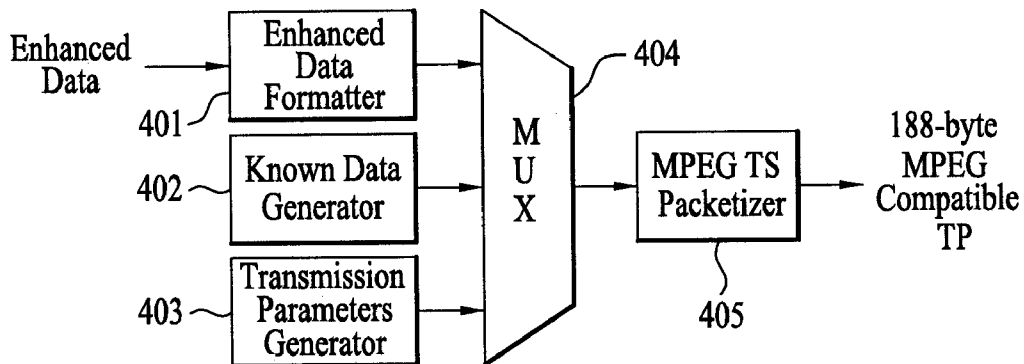 Enhanced
Data
Enhanced
Data
Formatter
401
Known Data
Generator
402
Transmission
Parameters
Generator
403
M
U
X
404
MPEG TS
Packetizer
405
188-byte
MPEG
Compatible
TP